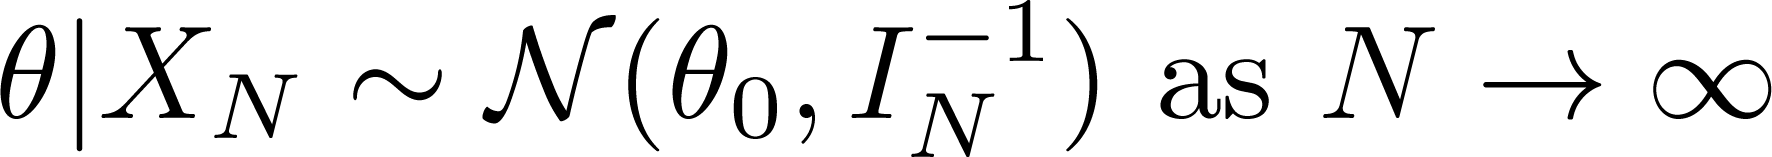 θ|X_N ∼ 𝒩(θ_0, I_N^{-1}) as N → ∞